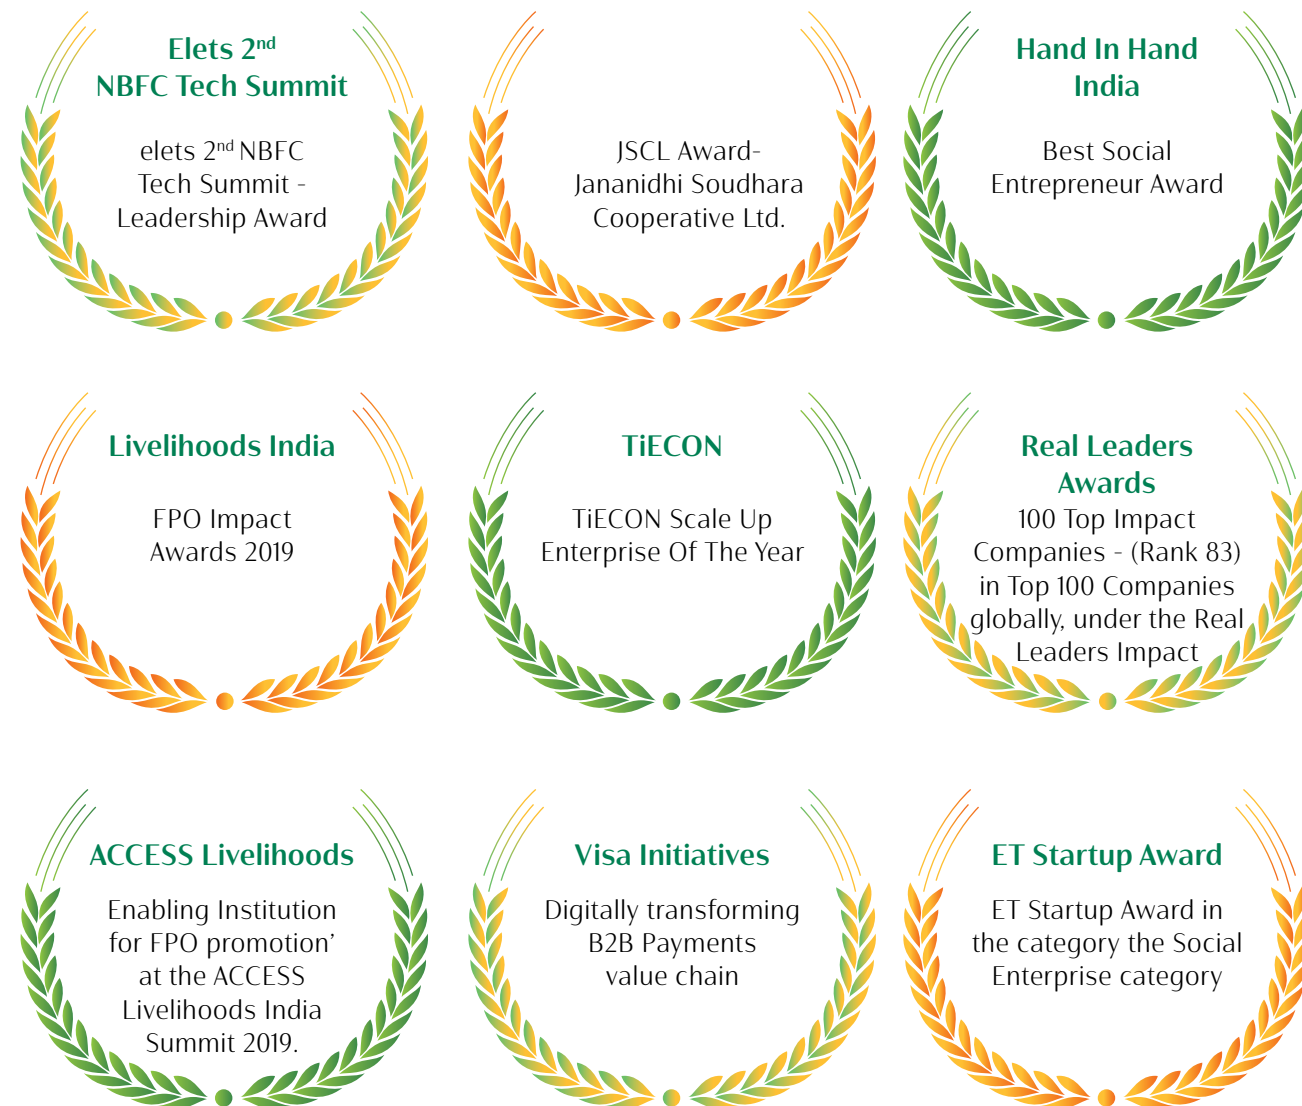 Elets 2nd
NBFC Tech Summit
elets 2nd NBFC
Tech Summit -
Leadership Award
JSCL Award-
Jananidhi Soudhara
Cooperative Ltd.
Hand In Hand
India
Best Social
Entrepreneur Award
Livelihoods India
FPO Impact
Awards 2019
TiECON
TiECON Scale Up
Enterprise Of The Year
Real Leaders
Awards
100 Top Impact
Companies - (Rank 83)
in Top 100 Companies
globally, under the Real
Leaders Impact
ACCESS Livelihoods
Enabling Institution
for FPO promotion’
at the ACCESS
Livelihoods India
Summit 2019.
Visa Initiatives
Digitally transforming
B2B Payments
value chain
ET Startup Award
ET Startup Award in
the category the Social
Enterprise category